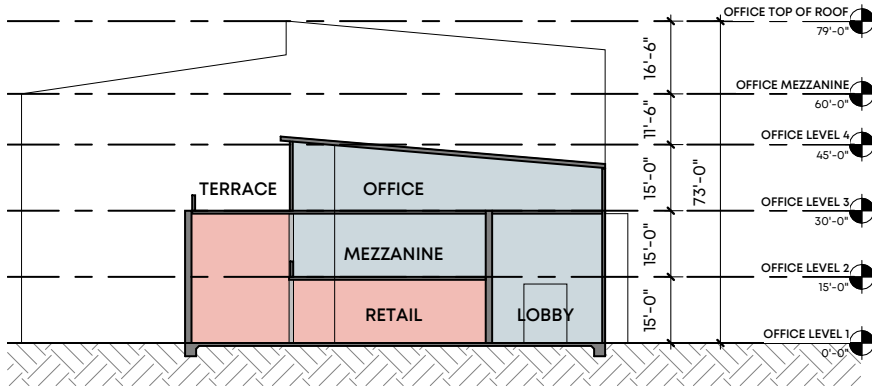 OFFICE TOP OF ROOF
79'-0"
16'-6"
OFFICE MEZZANINE
60'-0"
11'-6"
OFFICE LEVEL 4
45'-0"
15'-0"
73'-0"
TERRACE
OFFICE
OFFICE LEVEL 3
30'-0"
15'-0"
MEZZANINE
OFFICE LEVEL 2
15'-0"
15'-0"
RETAIL
LOBBY
OFFICE LEVEL 1
0'-0"